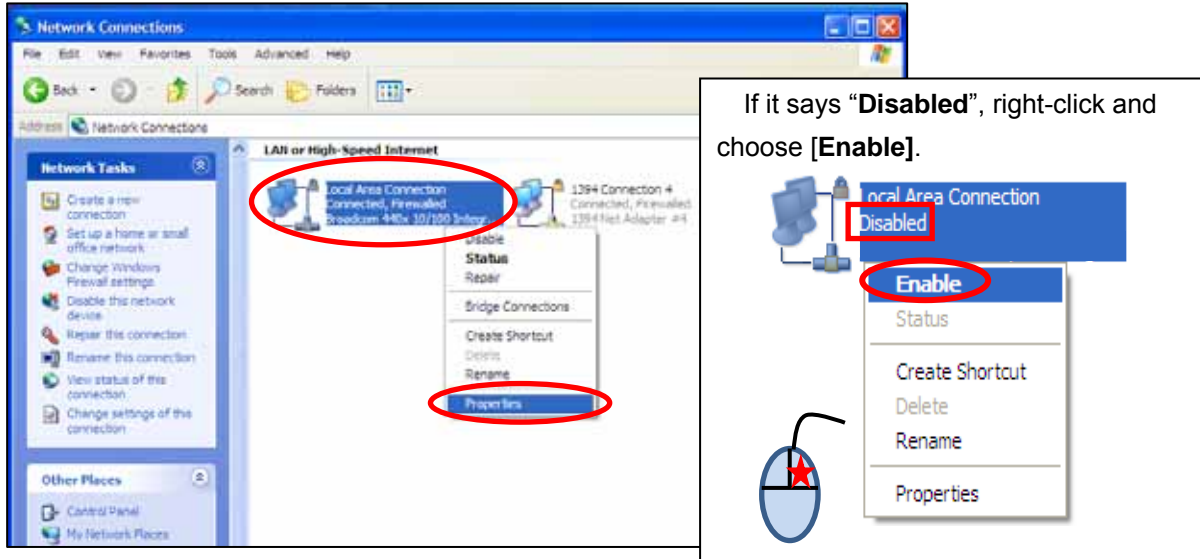 Network Connections
File Edit View Favorites Tools Advanced Help
Back Search Folders
Address Network Connections
Network Tasks
Create a new
connection
Set up a home or small
office network
Change Windows
Firewall settings
Disable this network
device
Repair this connection
Rename this connection
View status of this
connection
Change settings of this
connection
Other Places
Control Panel
My Network Places
LAN or High-Speed Internet
Local Area Connection
Connected, Firewalled
Broadcom 440x 10/100 Integr...
1394 Connection 4
Connected, Firewalled
1394 Net Adapter #4
Disable
Status
Repair
Bridge Connections
Create Shortcut
Delete
Rename
Properties
If it says “Disabled”, right-click and
choose [Enable].
Local Area Connection
Disabled
Enable
Status
Create Shortcut
Delete
Rename
Properties